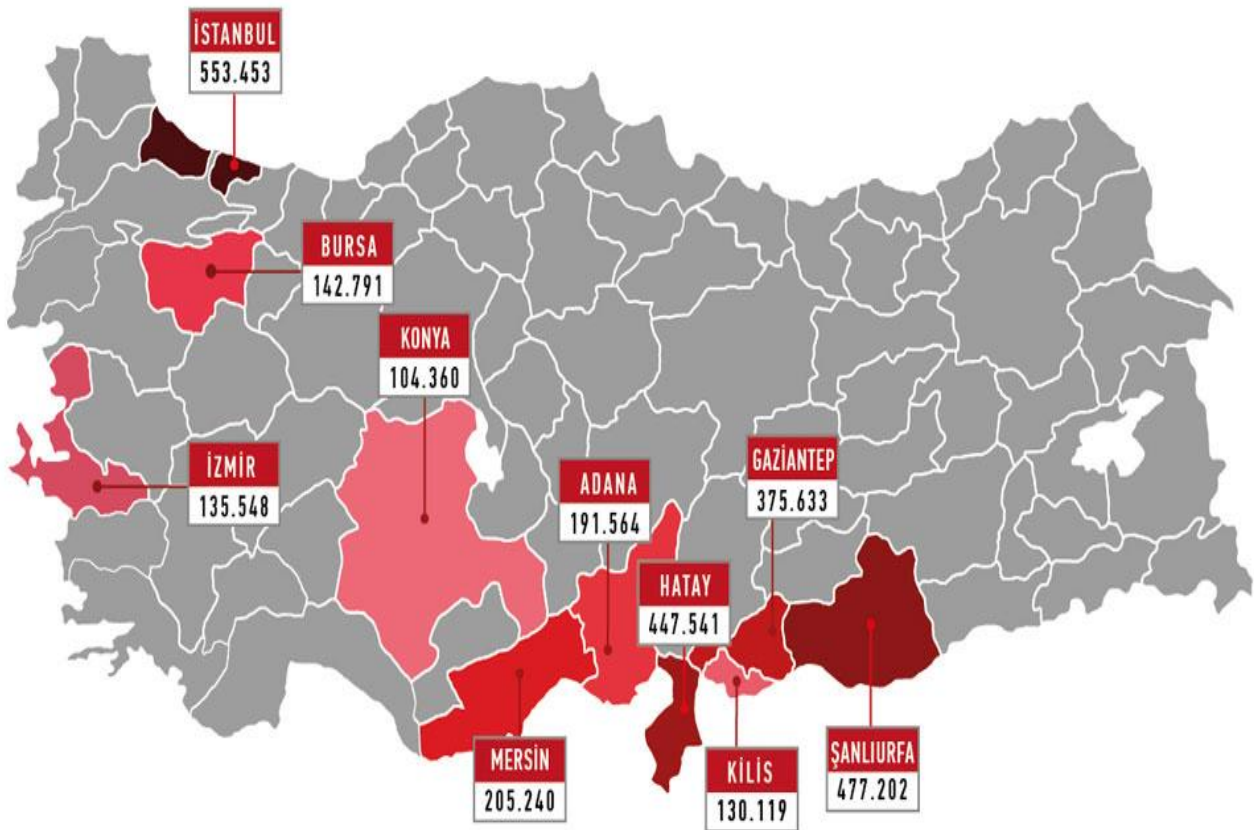 İSTANBUL
553.453
BURSA
142.791
KONYA
104.360
İZMİR
135.548
ADANA
191.564
GAZİANTEP
375.633
HATAY
447.541
MERSİN
205.240
KİLİS
130.119
ŞANLIURFA
477.202